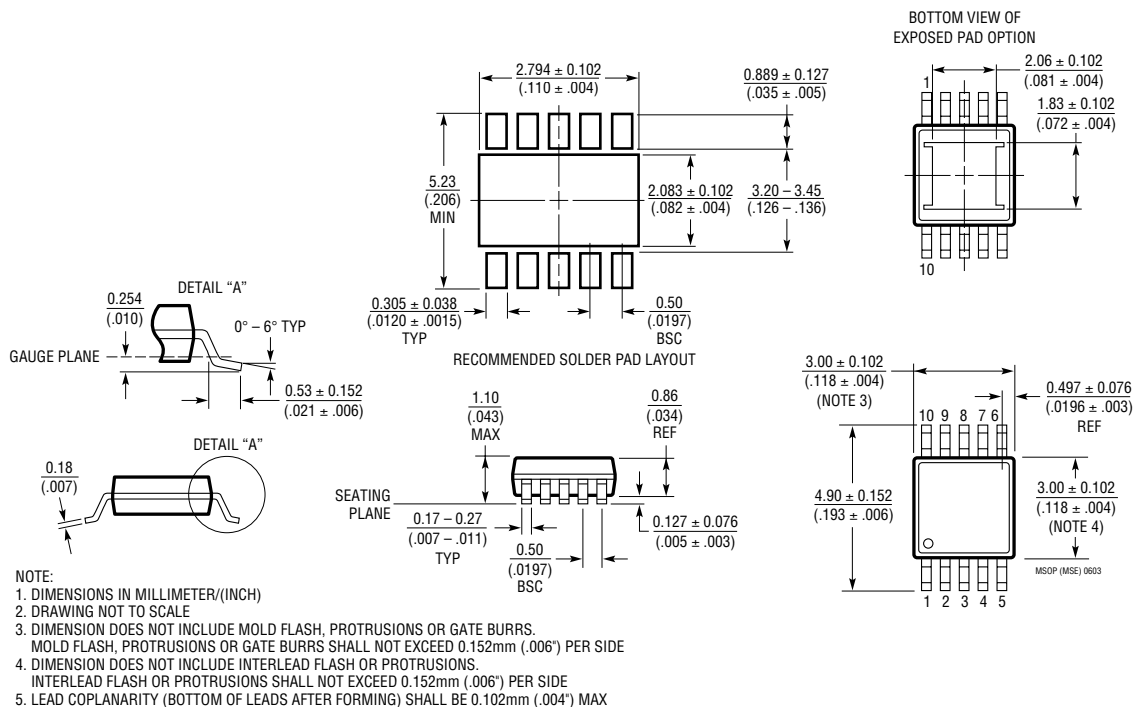 BOTTOM VIEW OF
EXPOSED PAD OPTION
2.794 ± 0.102
(.110 ± .004)
0.889 ± 0.127
(.035 ± .005)
1
2.06 ± 0.102
(.081 ± .004)
1.83 ± 0.102
(.072 ± .004)
5.23
(.206)
MIN
2.083 ± 0.102
(.082 ± .004)
3.20 – 3.45
(.126 – .136)
10
DETAIL “A”
0.254
(.010)
0° – 6° TYP
GAUGE PLANE
0.53 ± 0.152
(.021 ± .006)
0.305 ± 0.038
(.0120 ± .0015)
TYP
0.50
(.0197)
BSC
RECOMMENDED SOLDER PAD LAYOUT
3.00 ± 0.102
(.118 ± .004)
(NOTE 3)
0.497 ± 0.076
(.0196 ± .003)
REF
10 9 8 7 6
DETAIL “A”
0.18
(.007)
1.10
(.043)
MAX
0.86
(.034)
REF
SEATING
PLANE
0.17 – 0.27
(.007 – .011)
TYP
0.50
(.0197)
BSC
0.127 ± 0.076
(.005 ± .003)
4.90 ± 0.152
(.193 ± .006)
3.00 ± 0.102
(.118 ± .004)
(NOTE 4)
MSOP (MSE) 0603
1 2 3 4 5
NOTE:
1. DIMENSIONS IN MILLIMETER/(INCH)
2. DRAWING NOT TO SCALE
3. DIMENSION DOES NOT INCLUDE MOLD FLASH, PROTRUSIONS OR GATE BURRS.
MOLD FLASH, PROTRUSIONS OR GATE BURRS SHALL NOT EXCEED 0.152mm (.006") PER SIDE
4. DIMENSION DOES NOT INCLUDE INTERLEAD FLASH OR PROTRUSIONS.
INTERLEAD FLASH OR PROTRUSIONS SHALL NOT EXCEED 0.152mm (.006") PER SIDE
5. LEAD COPLANARITY (BOTTOM OF LEADS AFTER FORMING) SHALL BE 0.102mm (.004") MAX